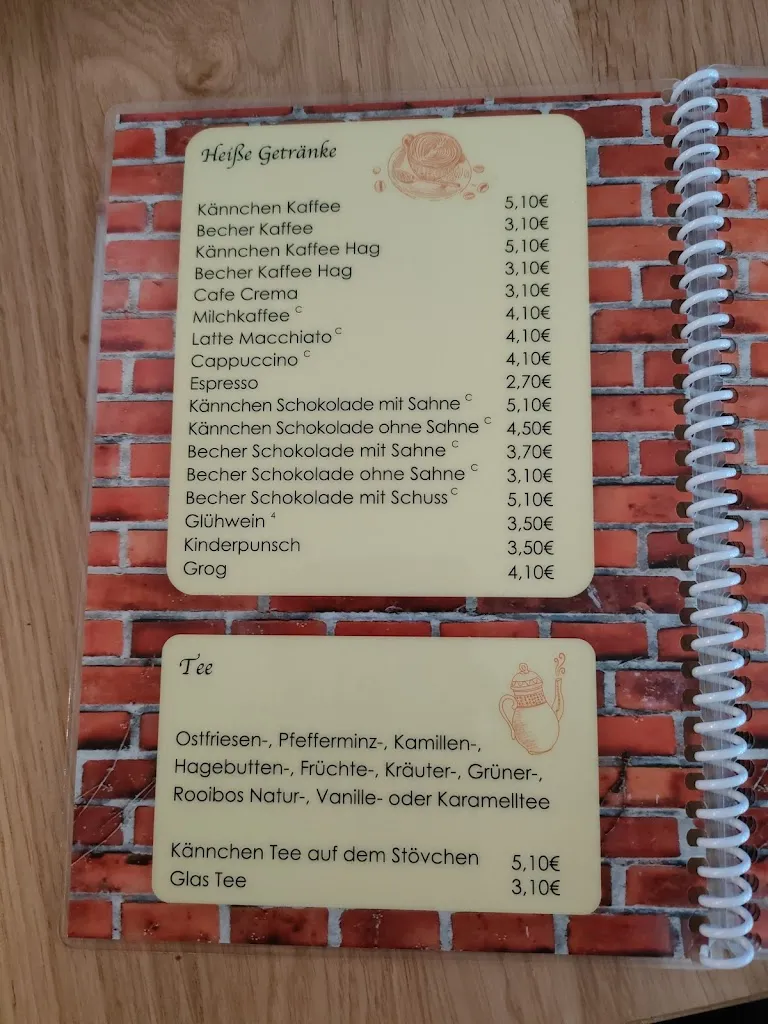 Heiße Getränke
Kännchen Kaffee 5,10€
Becher Kaffee 3,10€
Kännchen Kaffee Hag 5,10€
Becher Kaffee Hag 3,10€
Cafe Crema 3,10€
Milchkaffee C 4,10€
Latte Macchiato C 4,10€
Cappuccino C 4,10€
Espresso 2,70€
Kännchen Schokolade mit Sahne C 5,10€
Kännchen Schokolade ohne Sahne C 4,50€
Becher Schokolade mit Sahne C 3,70€
Becher Schokolade ohne Sahne C 3,10€
Becher Schokolade mit Schuss C 5,10€
Glühwein 4 3,50€
Kinderpunsch 3,50€
Grog 4,10€
Tee
Ostfriesen-, Pfefferminz-, Kamillen-,
Hagebutten-, Früchte-, Kräuter-, Grüner-,
Rooibos Natur-, Vanille- oder Karamelltee
Kännchen Tee auf dem Stövchen 5,10€
Glas Tee 3,10€